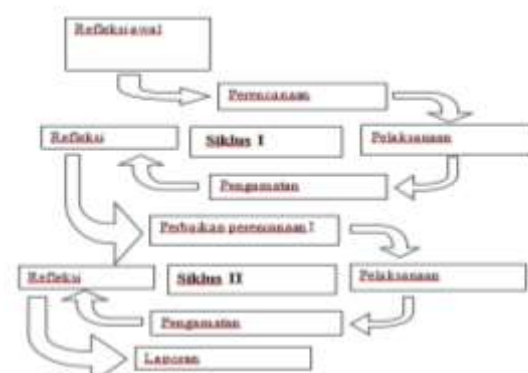 Refleksi awal
Perencanaan
Refleksi
Siklus I
Pelaksanaan
Pengamatan
Perbaikan perencanaan I
Refleksi
Siklus II
Pelaksanaan
Pengamatan
Laporan